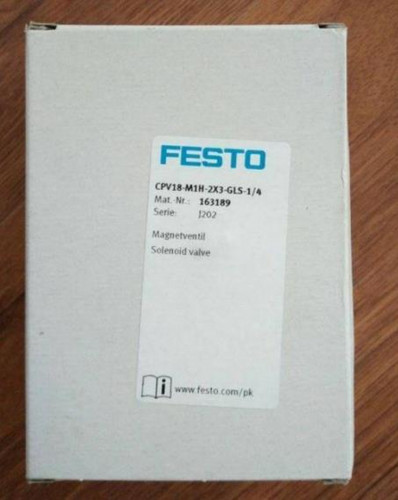 FESTO
CPV18-M1H-2X3-GLS-1/4
Mat.-Nr.: 163189
Serie: J202
Magnetventil
Solenoid valve
i www.festo.com/pk